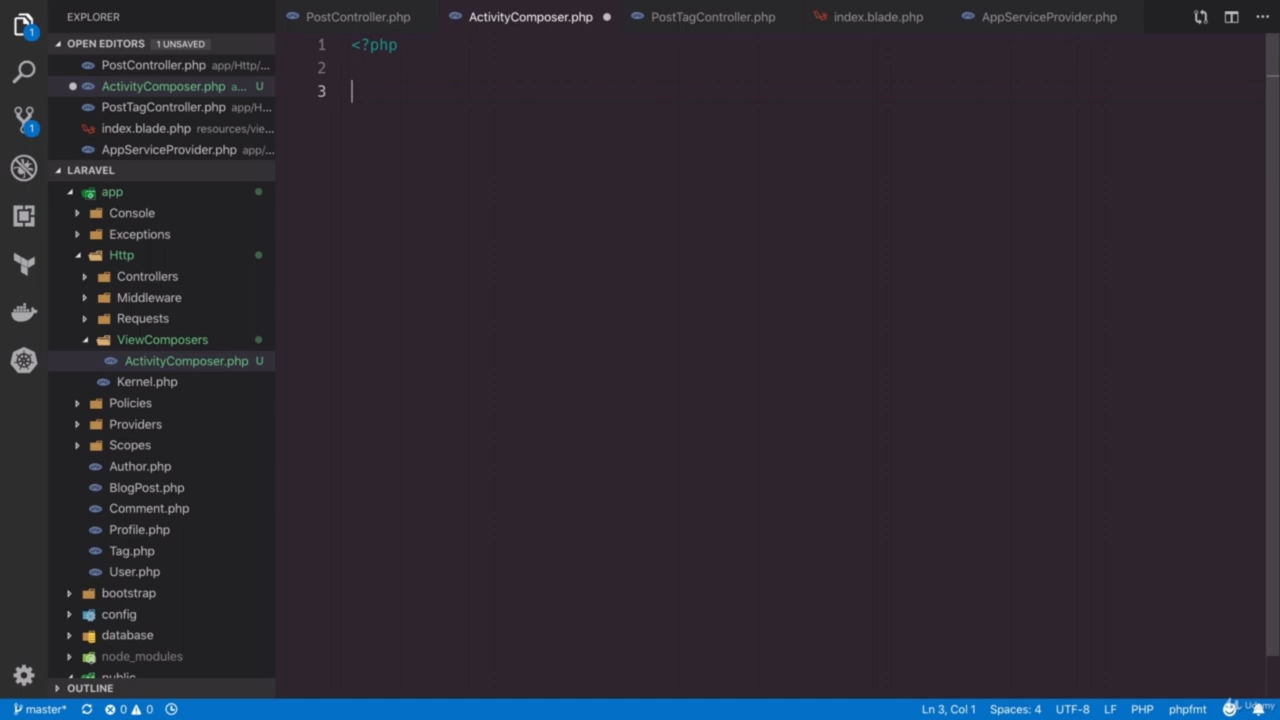 EXPLORER
PostController.php
ActivityComposer.php
PostTagController.php
index.blade.php
AppServiceProvider.php
OPEN EDITORS 1 UNSAVED
PostController.php app/Http/...
ActivityComposer.php a... U
PostTagController.php app/H...
index.blade.php resources/vie...
AppServiceProvider.php app/...
1 <?php
2
3
LARAVEL
app
Console
Exceptions
Http
Controllers
Middleware
Requests
ViewComposers
ActivityComposer.php U
Kernel.php
Policies
Providers
Scopes
Author.php
BlogPost.php
Comment.php
Profile.php
Tag.php
User.php
bootstrap
config
database
node_modules
public
OUTLINE
1
1
master* 0 0 Ln 3, Col 1 Spaces: 4 UTF-8 LF PHP phpfmt Udemy